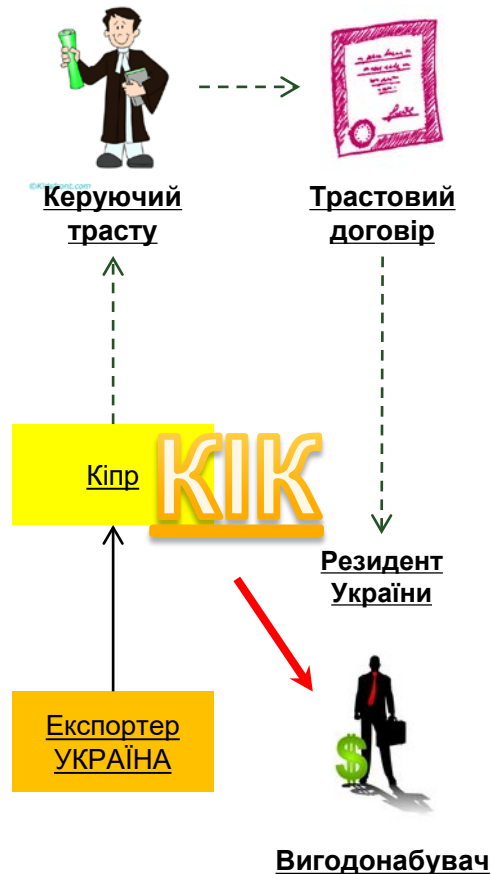 Керуючий
трасту
Трастовий
договір
Кіпр
КІК
Резидент
України
Експортер
УКРАЇНА
Вигодонабувач